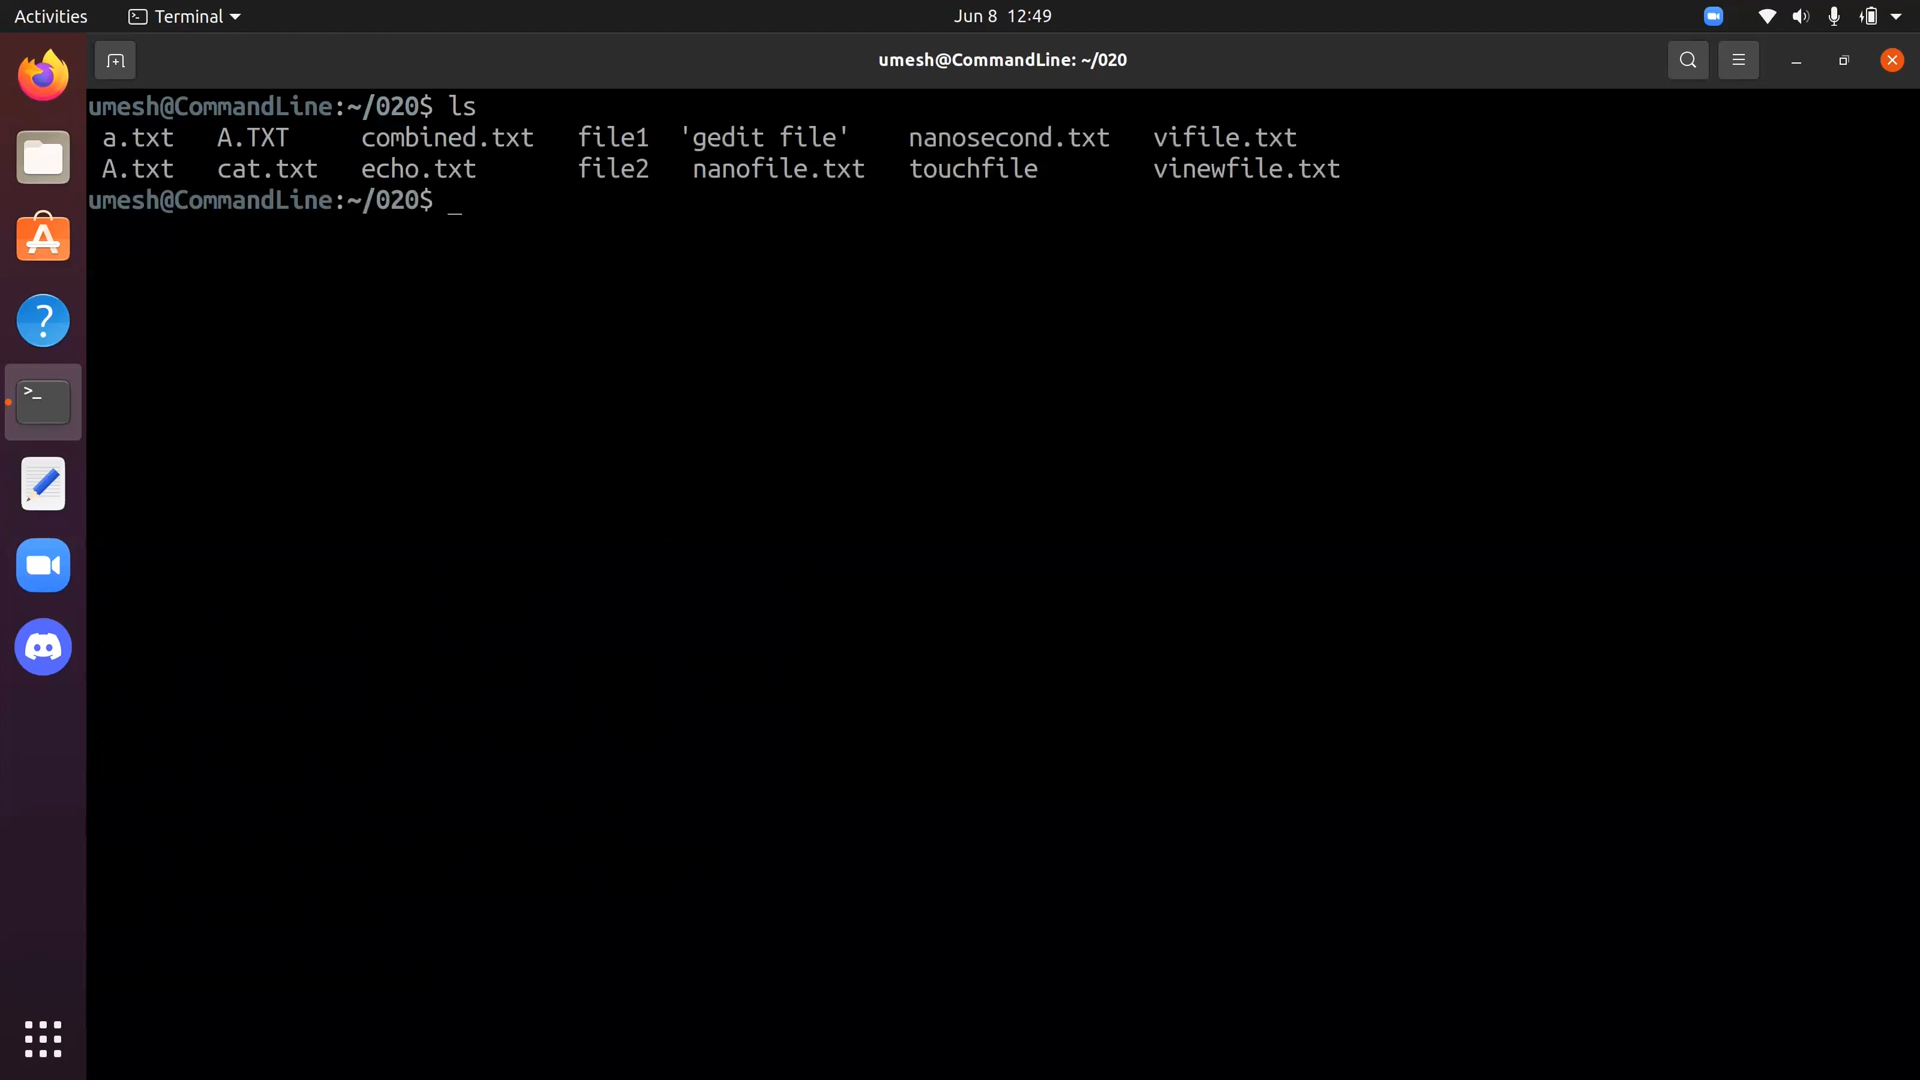 Activities Terminal Jun 8 12:49
umesh@CommandLine: ~/020
umesh@CommandLine:~/020$ ls
a.txt A.TXT combined.txt file1 'gedit file' nanosecond.txt vifile.txt
A.txt cat.txt echo.txt file2 nanofile.txt touchfile vinewfile.txt
umesh@CommandLine:~/020$ _